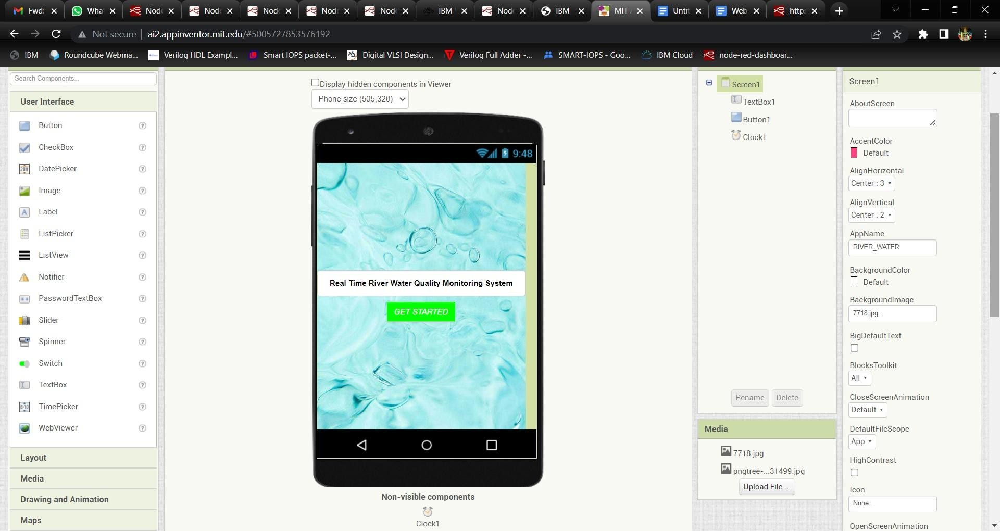 Fwd:
What
Node
Node
Node
Node
Node
IBM
Node
IBM
MIT
Untit
Web
https
Not secure
ai2.appinventor.mit.edu/#5005727853576192
IBM
Roundcube Webma...
Verilog HDL Exampl...
Smart IOPS packet-...
Digital VLSI Design...
Verilog Full Adder -...
SMART-IOPS - Goo...
IBM Cloud
node-red-dashboar...
Search Components...
User Interface
Button
CheckBox
DatePicker
Image
Label
ListPicker
ListView
Notifier
PasswordTextBox
Slider
Spinner
Switch
TextBox
TimePicker
WebViewer
Layout
Media
Drawing and Animation
Maps
Display hidden components in Viewer
Phone size (505,320)
9:48
Real Time River Water Quality Monitoring System
GET STARTED
Non-visible components
Clock1
Screen1
TextBox1
Button1
Clock1
Rename
Delete
Media
7718.jpg
pngtree-...31499.jpg
Upload File ...
Screen1
AboutScreen
AccentColor
Default
AlignHorizontal
Center : 3
AlignVertical
Center : 2
AppName
RIVER_WATER
BackgroundColor
Default
BackgroundImage
7718.jpg...
BigDefaultText
BlocksToolkit
All
CloseScreenAnimation
Default
DefaultFileScope
App
HighContrast
Icon
None...
OpenScreenAnimation